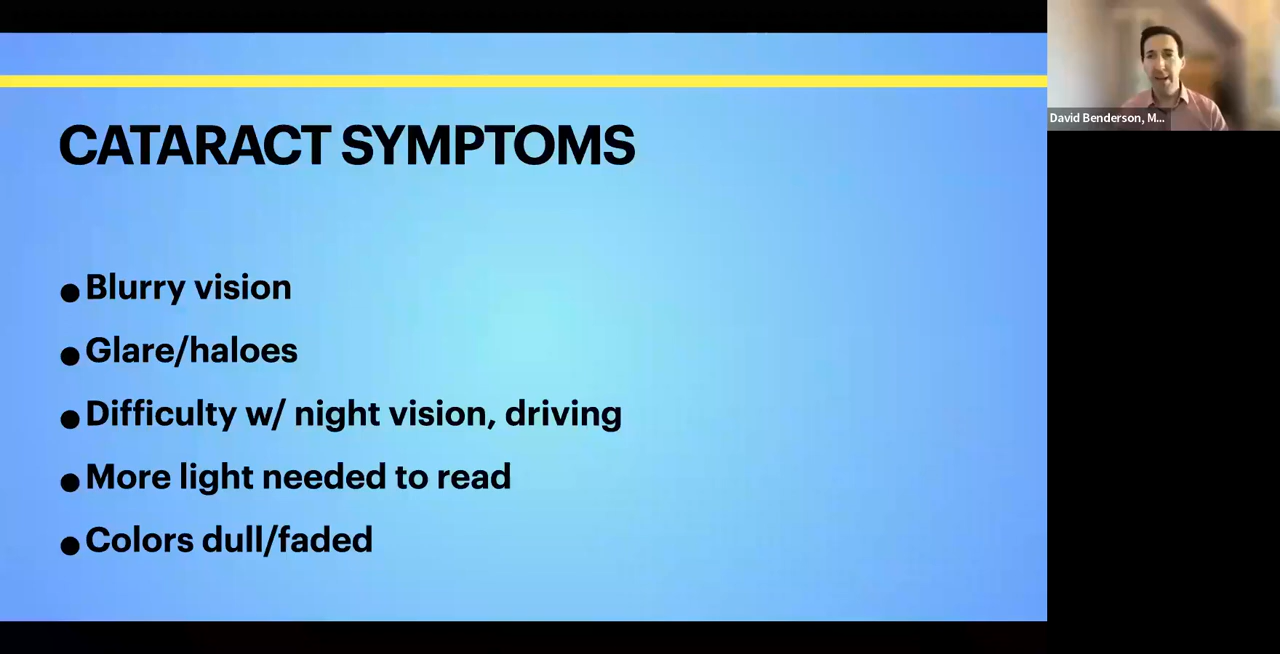 CATARACT SYMPTOMS
● Blurry vision
● Glare/haloes
● Difficulty w/ night vision, driving
● More light needed to read
● Colors dull/faded
David Benderson, M...